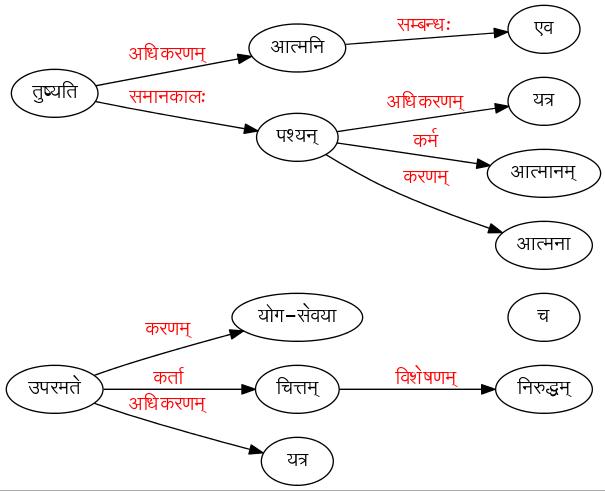 सम्बन्धः
एव
अधिकरणम्
आत्मनि
तुष्यति
समानकालः
अधिकरणम्
यत्र
पश्यन्
कर्म
आत्मानम्
करणम्
आत्मना
करणम्
योग-सेवया
च
उपरमते
कर्ता
चित्तम्
विशेषणम्
निरुद्धम्
अधिकरणम्
यत्र